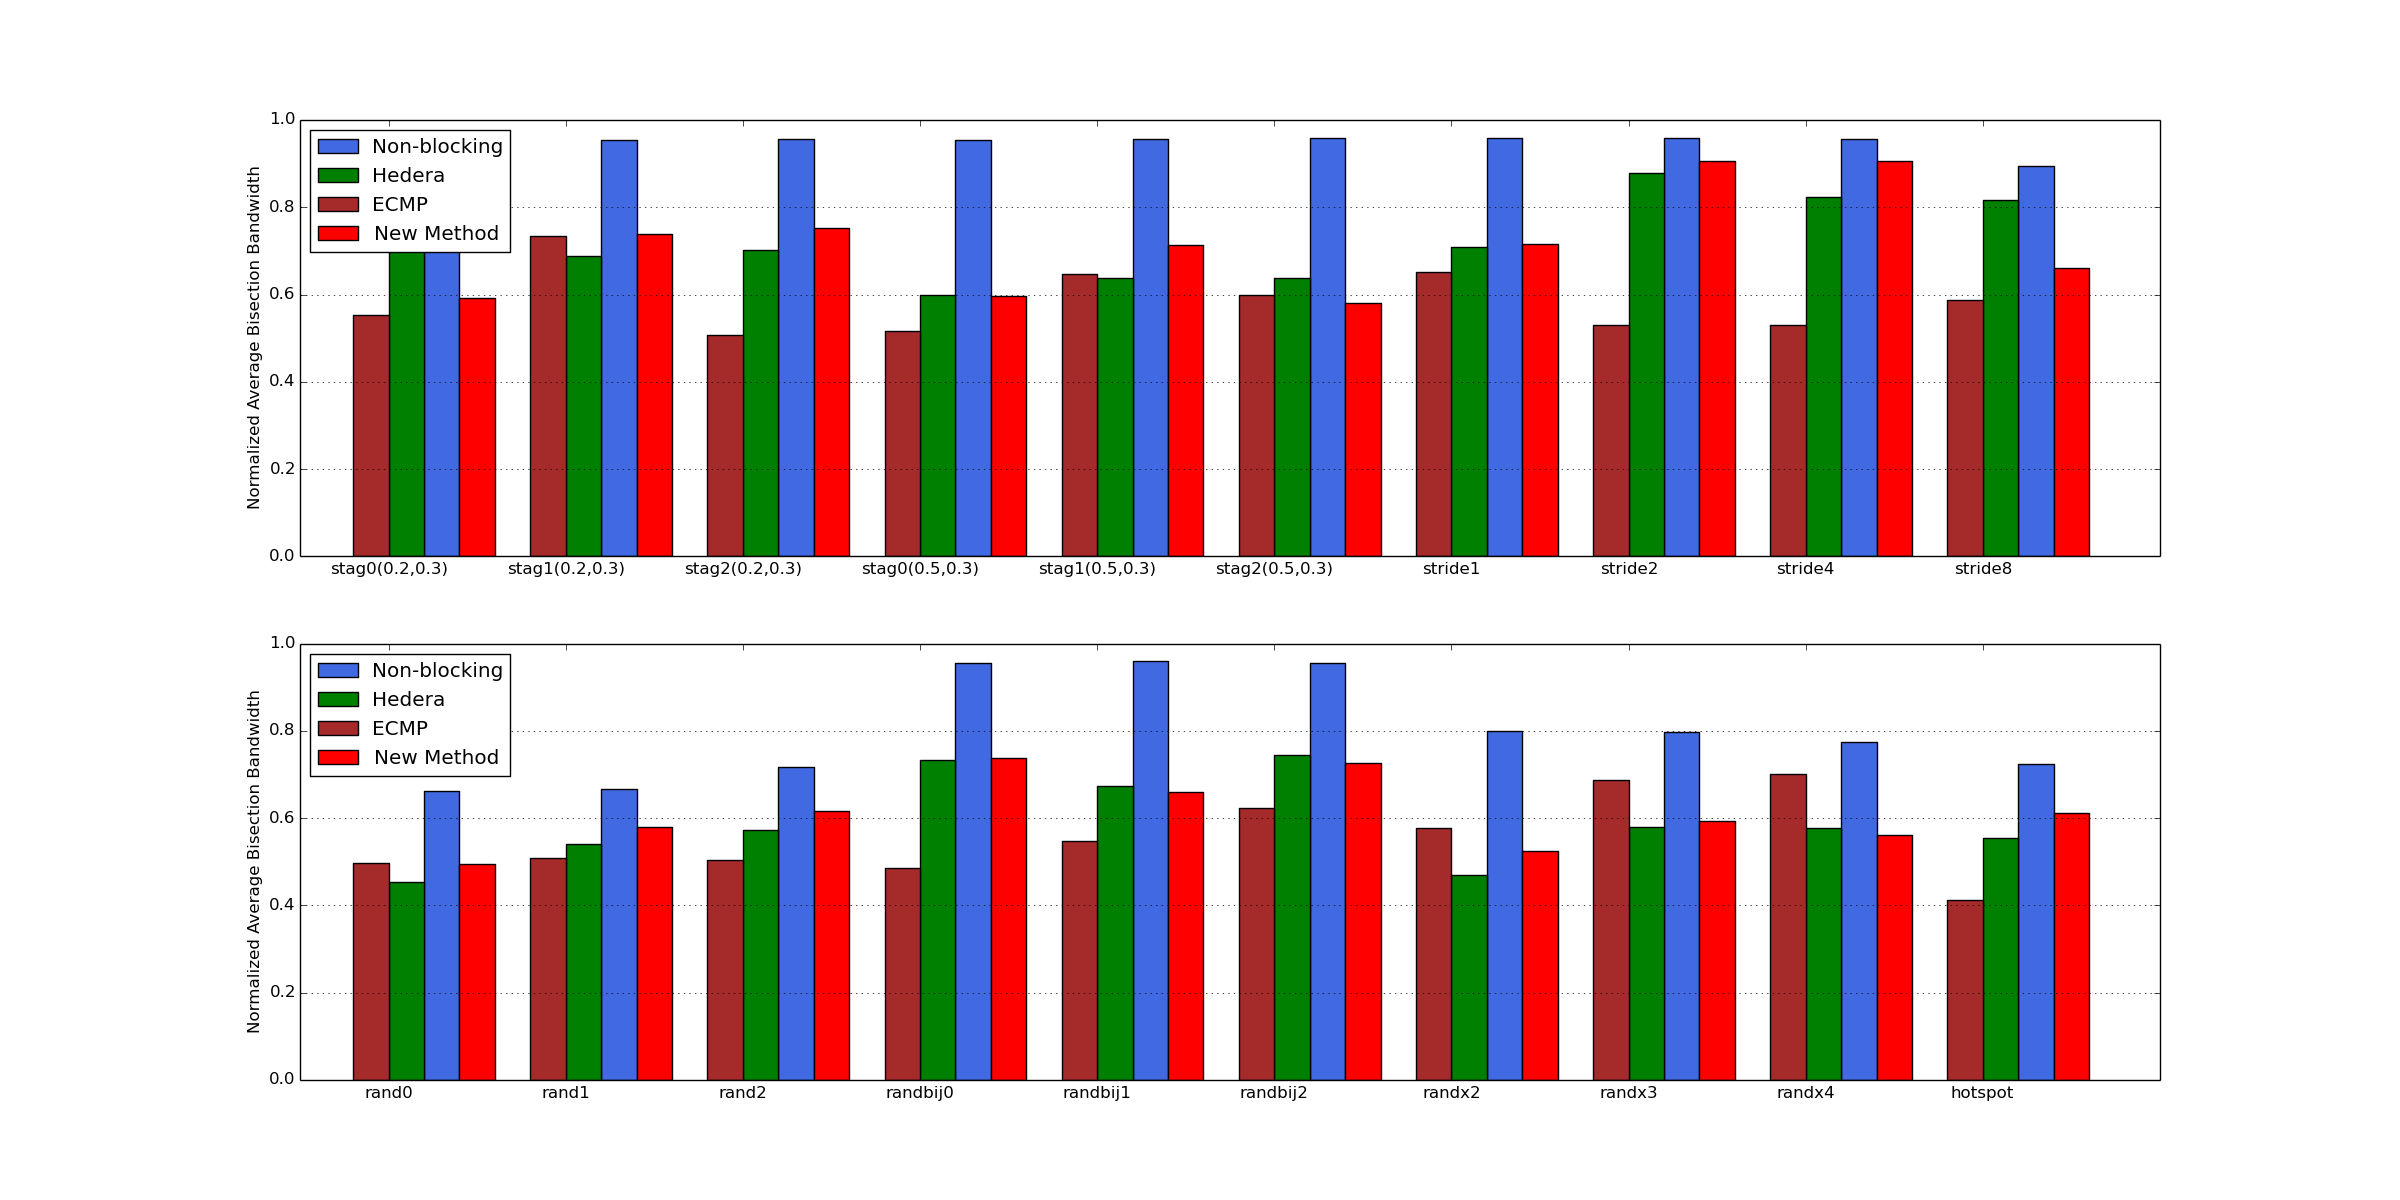 Normalized Average Bisection Bandwidth
1.0
0.8
0.6
0.4
0.2
0.0
Non-blocking
Hedera
ECMP
New Method
stag0(0.2,0.3) stag1(0.2,0.3) stag2(0.2,0.3) stag0(0.5,0.3) stag1(0.5,0.3) stag2(0.5,0.3) stride1 stride2 stride4 stride8
Normalized Average Bisection Bandwidth
1.0
0.8
0.6
0.4
0.2
0.0
Non-blocking
Hedera
ECMP
New Method
rand0 rand1 rand2 randbij0 randbij1 randbij2 randx2 randx3 randx4 hotspot